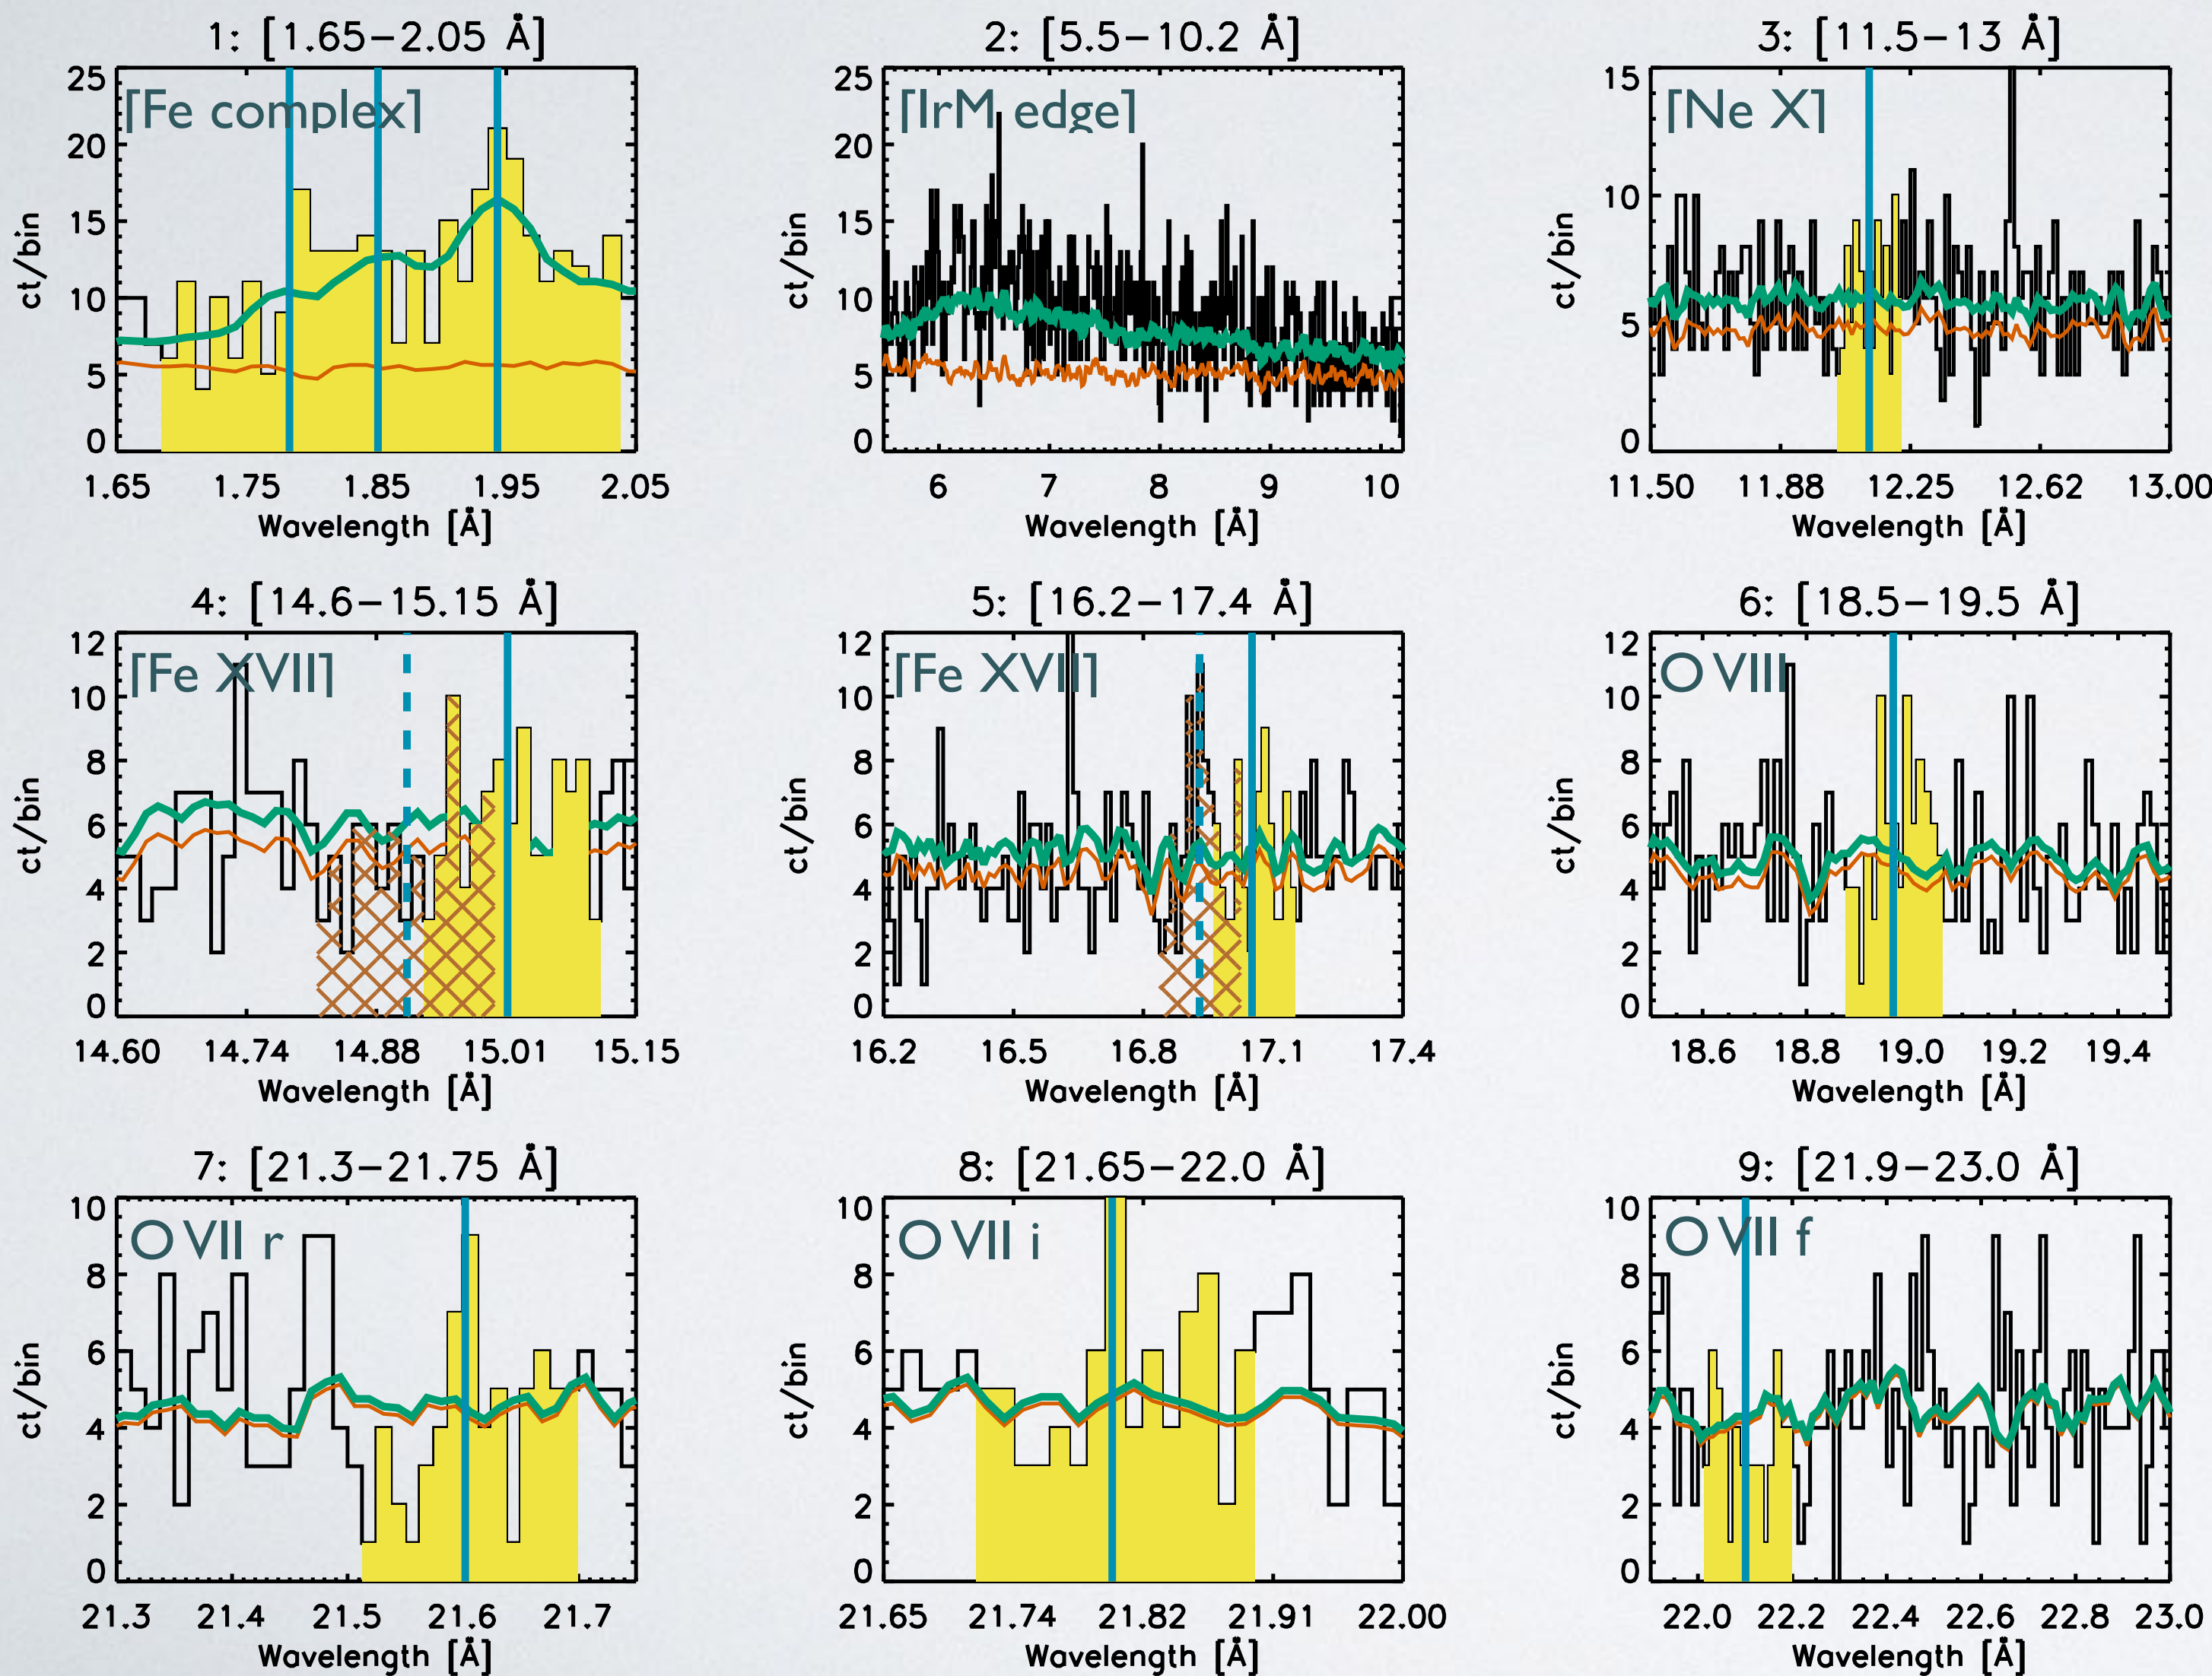 1: [1.65−2.05 Å]
[Fe complex]
25
20
15
10
5
0
ct/bin
1.65 1.75 1.85 1.95 2.05
Wavelength [Å]
2: [5.5−10.2 Å]
[IrM edge]
25
20
15
10
5
0
ct/bin
6 7 8 9 10
Wavelength [Å]
3: [11.5−13 Å]
[Ne X]
15
10
5
0
ct/bin
11.50 11.88 12.25 12.62 13.00
Wavelength [Å]
4: [14.6−15.15 Å]
[Fe XVII]
12
10
8
6
4
2
0
ct/bin
14.60 14.74 14.88 15.01 15.15
Wavelength [Å]
5: [16.2−17.4 Å]
[Fe XVII]
12
10
8
6
4
2
0
ct/bin
16.2 16.5 16.8 17.1 17.4
Wavelength [Å]
6: [18.5−19.5 Å]
O VIII
12
10
8
6
4
2
0
ct/bin
18.6 18.8 19.0 19.2 19.4
Wavelength [Å]
7: [21.3−21.75 Å]
O VII r
10
8
6
4
2
0
ct/bin
21.3 21.4 21.5 21.6 21.7
Wavelength [Å]
8: [21.65−22.0 Å]
O VII i
10
8
6
4
2
0
ct/bin
21.65 21.74 21.82 21.91 22.00
Wavelength [Å]
9: [21.9−23.0 Å]
O VII f
10
8
6
4
2
0
ct/bin
22.0 22.2 22.4 22.6 22.8 23.0
Wavelength [Å]